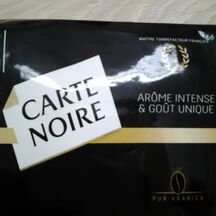 MAÎTRE TORRÉFACTEUR FRANÇAIS
CARTE
NOIRE
ARÔME INTENSE
& GOÛT UNIQUE
PUR ARABICA